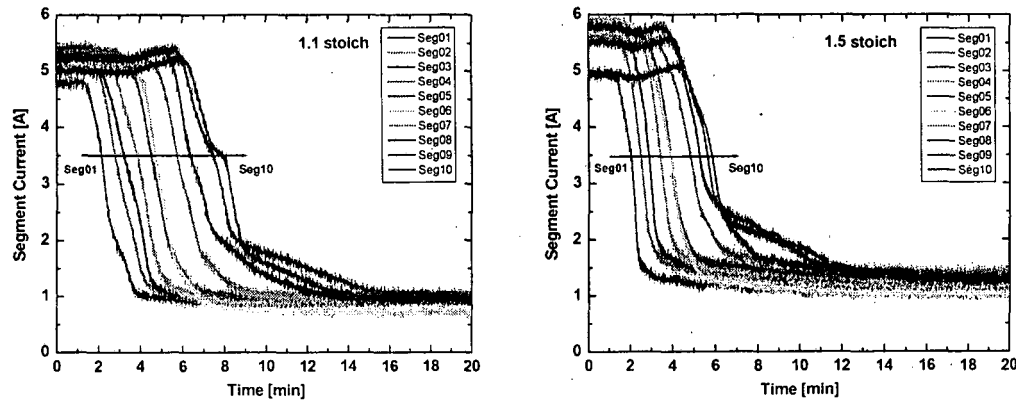 1.1 stoich
Seg01
Seg02
Seg03
Seg04
Seg05
Seg06
Seg07
Seg08
Seg09
Seg10
Seg01
Seg10
Segment Current [A]
6
5
4
3
2
1
0
0 2 4 6 8 10 12 14 16 18 20
Time [min]
1.5 stoich
Seg01
Seg02
Seg03
Seg04
Seg05
Seg06
Seg07
Seg08
Seg09
Seg10
Seg01
Seg10
Segment Current [A]
6
5
4
3
2
1
0
0 2 4 6 8 10 12 14 16 18 20
Time [min]